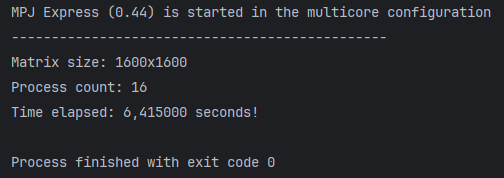 MPJ Express (0.44) is started in the multicore configuration
-----------------------------------------------
Matrix size: 1600x1600
Process count: 16
Time elapsed: 6,415000 seconds!
Process finished with exit code 0